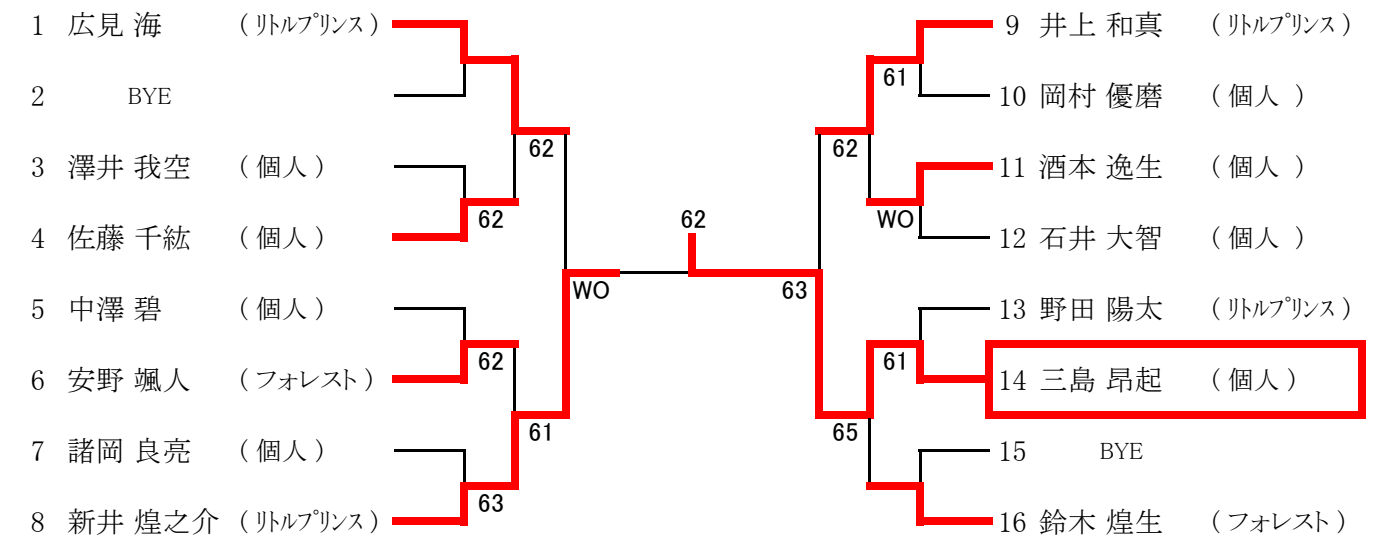 1 広見 海 ( リトルプリンス )
2 BYE
3 澤井 我空 ( 個人 )
4 佐藤 千紘 ( 個人 )
5 中澤 碧 ( 個人 )
6 安野 颯人 ( フォレスト )
7 諸岡 良亮 ( 個人 )
8 新井 煌之介 ( リトルプリンス )
62
62
62
61
63
WO
62
63
61
62
WO
61
65
9 井上 和真 ( リトルプリンス )
10 岡村 優磨 ( 個人 )
11 酒本 逸生 ( 個人 )
12 石井 大智 ( 個人 )
13 野田 陽太 ( リトルプリンス )
14 三島 昂起 ( 個人 )
15 BYE
16 鈴木 煌生 ( フォレスト )